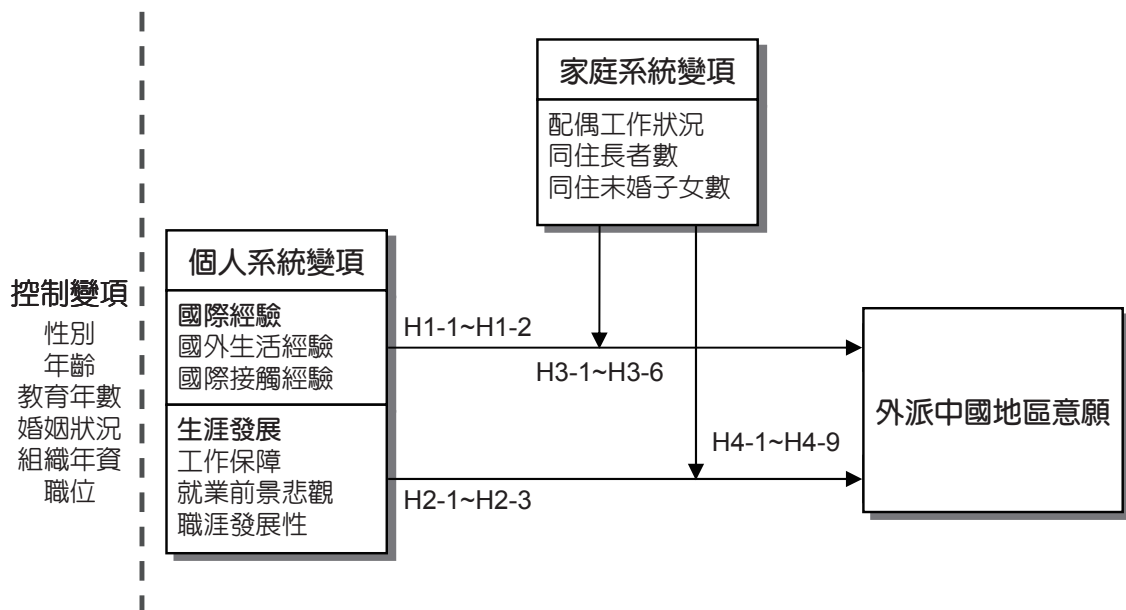 家庭系統變項
配偶工作狀況
同住長者數
同住未婚子女數
個人系統變項
國際經驗
國外生活經驗
國際接觸經驗
生涯發展
工作保障
就業前景悲觀
職涯發展性
控制變項
性別
年齡
教育年數
婚姻狀況
組織年資
職位
H1-1~H1-2
H3-1~H3-6
H4-1~H4-9
H2-1~H2-3
外派中國地區意願